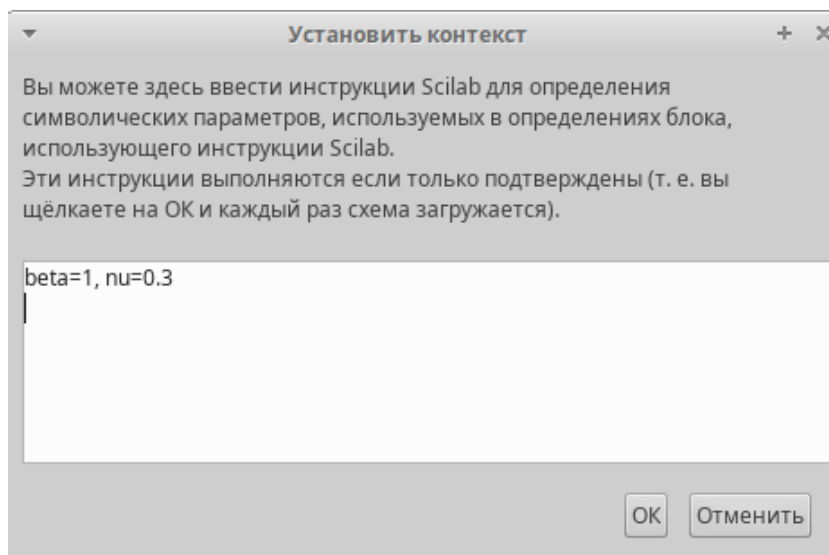 Установить контекст
Вы можете здесь ввести инструкции Scilab для определения
символических параметров, используемых в определениях блока,
использующего инструкции Scilab.
Эти инструкции выполняются если только подтверждены (т. е. вы
щёлкаете на ОК и каждый раз схема загружается).
beta=1, nu=0.3
ОК Отменить